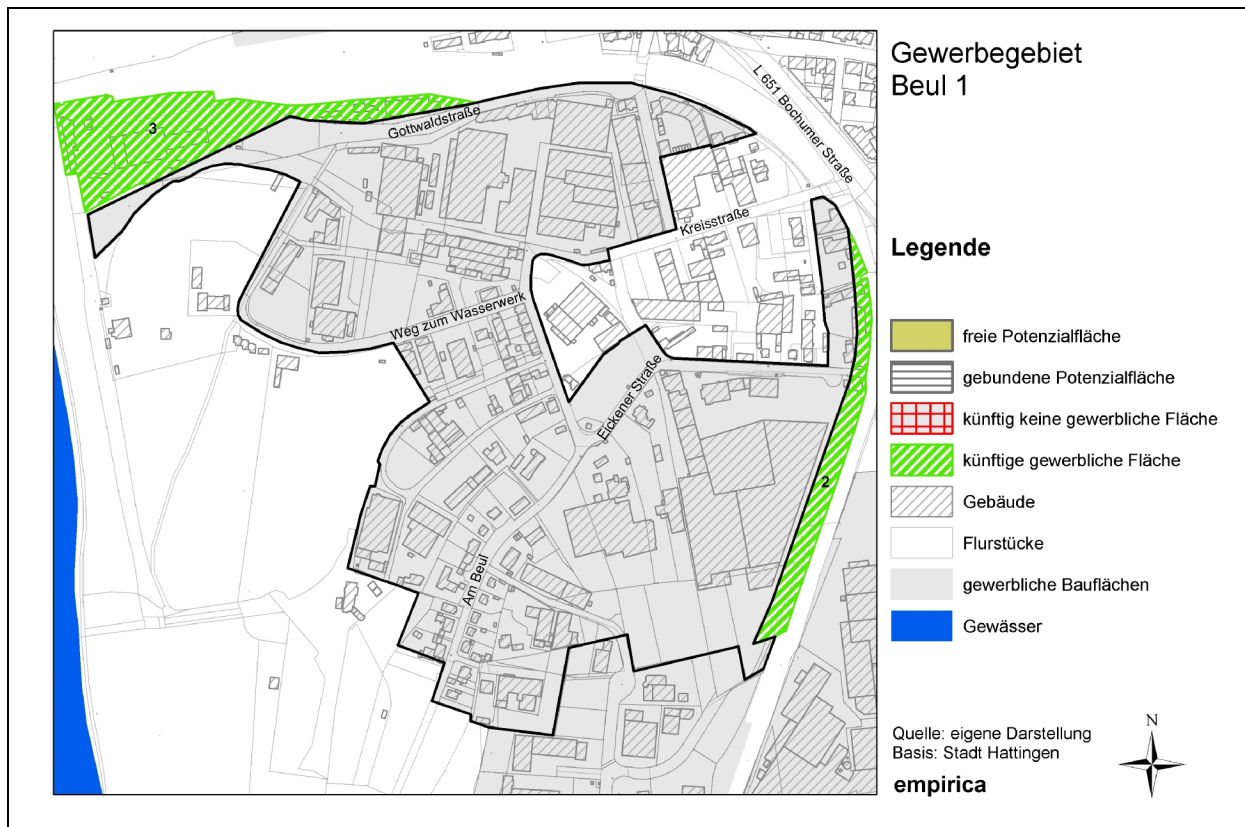 Gewerbegebiet
Beul 1
L 651 Bochumer Straße
3
Gottwaldstraße
Kreisstraße
Weg zum Wasserwerk
Eickener Straße
2
Am Beul
Legende
freie Potenzialfläche
gebundene Potenzialfläche
künftig keine gewerbliche Fläche
künftige gewerbliche Fläche
Gebäude
Flurstücke
gewerbliche Bauflächen
Gewässer
Quelle: eigene Darstellung
Basis: Stadt Hattingen
empirica
N